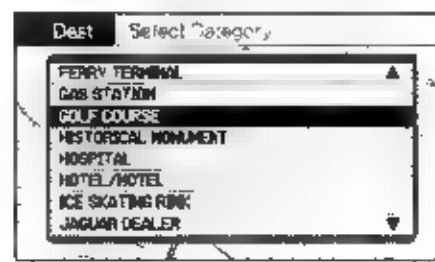 Dest Select Category
FERRY TERMINAL
GAS STATION
GOLF COURSE
HISTORICAL MONUMENT
HOSPITAL
HOTEL/MOTEL
ICE SKATING RINK
JAGUAR DEALER